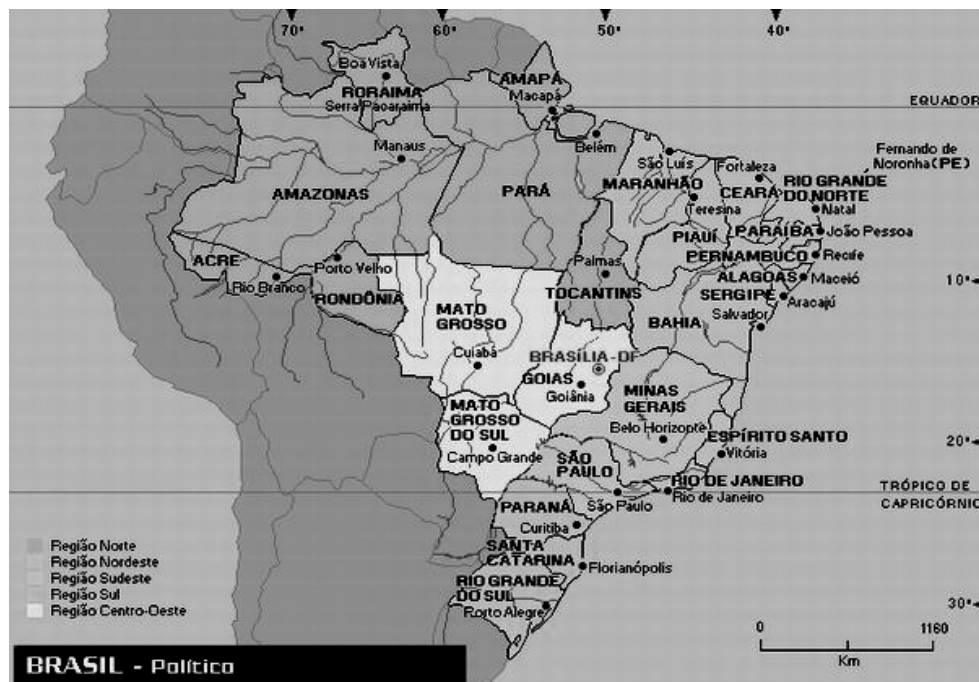 70°
60°
50°
40°
Boa Vista
RORAIMA
Serra Pacaraima
AMAPÁ
Macapá
EQUADOR
Manaus
Belém
São Luís
Fortaleza
Fernando de
Noronha (PE)
AMAZONAS
PARÁ
MARANHÃO
Teresina
CEARÁ
RIO GRANDE
DO NORTE
Natal
PIAUÍ
PARAÍBA
João Pessoa
PERNAMBUCO
Recife
ACRE
Rio Branco
Porto Velho
RONDÔNIA
Palmas
TOCANTINS
ALAGOAS
Maceió
SERGIPE
Aracajú
10°
MATO
GROSSO
Cuiabá
BAHIA
Salvador
BRASÍLIA-DF
GOIAS
Goiânia
MINAS
GERAIS
Belo Horizopte
MATO
GROSSO
DO SUL
Campo Grande
ESPÍRITO SANTO
Vitória
20°
SÃO
PAULO
São Paulo
RIO DE JANEIRO
Rio de Janeiro
TRÓPICO DE
CAPRICÓRNIO
PARANÁ
Curitiba
SANTA
CATARINA
Florianópolis
RIO GRANDE
DO SUL
Porto Alegre
30°
Região Norte
Região Nordeste
Região Sudeste
Região Sul
Região Centro-Oeste
0
1160
Km
BRASIL - Político